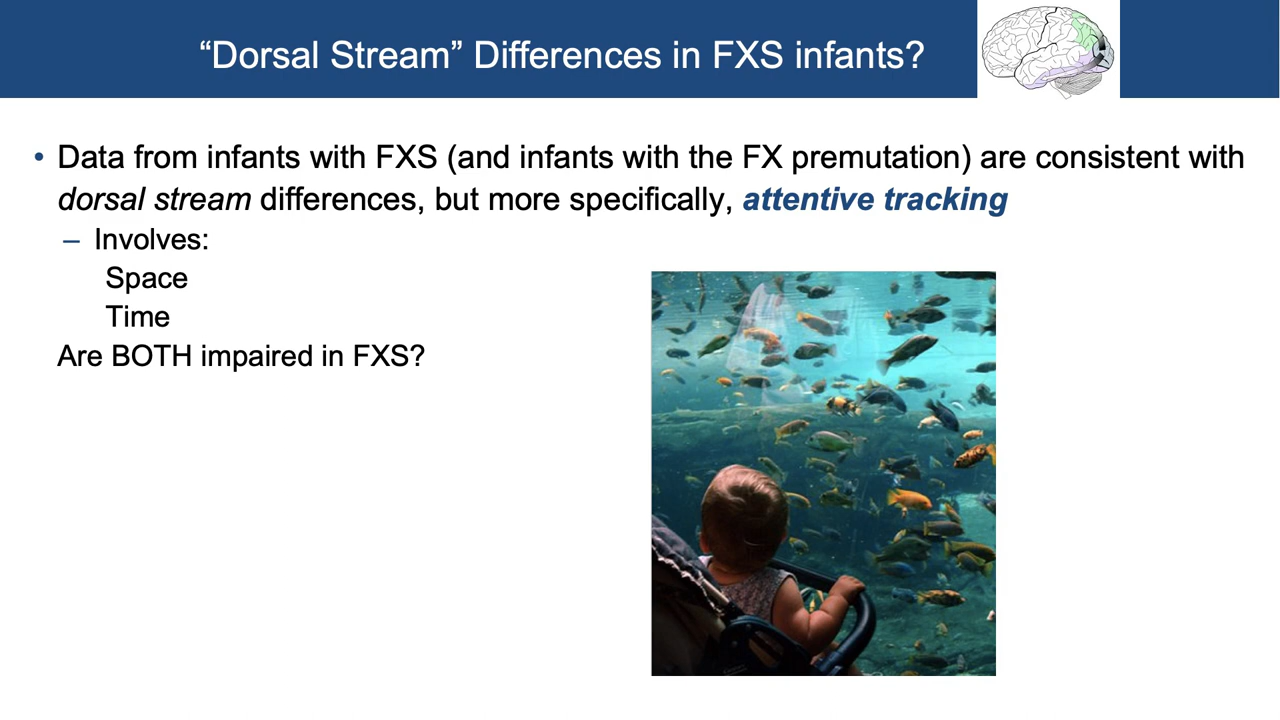 “Dorsal Stream” Differences in FXS infants?
• Data from infants with FXS (and infants with the FX premutation) are consistent with
dorsal stream differences, but more specifically, attentive tracking
– Involves:
Space
Time
Are BOTH impaired in FXS?